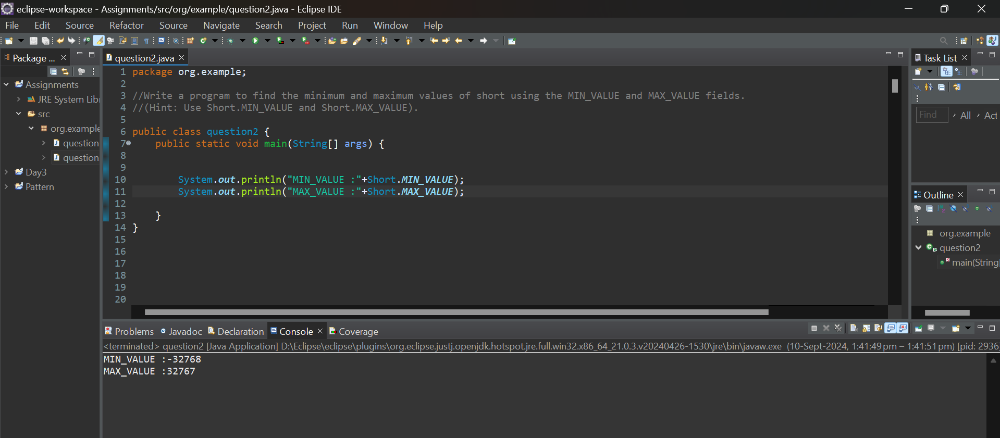 eclipse-workspace - Assignments/src/org/example/question2.java - Eclipse IDE
File Edit Source Refactor Source Navigate Search Project Run Window Help
Package ...
Assignments
JRE System Lib
src
org.example
question
question
Day3
Pattern
question2.java
1 package org.example;
2
3 //Write a program to find the minimum and maximum values of short using the MIN_VALUE and MAX_VALUE fields.
4 //(Hint: Use Short.MIN_VALUE and Short.MAX_VALUE).
5
6 public class question2 {
7 public static void main(String[] args) {
8
9
10 System.out.println("MIN_VALUE :"+Short.MIN_VALUE);
11 System.out.println("MAX_VALUE :"+Short.MAX_VALUE);
12
13 }
14 }
15
16
17
18
19
20
Task List
Find All Act
Outline
org.example
question2
main(String
Problems Javadoc Declaration Console Coverage
<terminated> question2 [Java Application] D:\Eclipse\eclipse\plugins\org.eclipse.justj.openjdk.hotspot.jre.full.win32.x86_64_21.0.3.v20240426-1530\jre\bin\javaw.exe (10-Sept-2024, 1:41:49 pm – 1:41:51 pm) [pid: 2936
MIN_VALUE :-32768
MAX_VALUE :32767